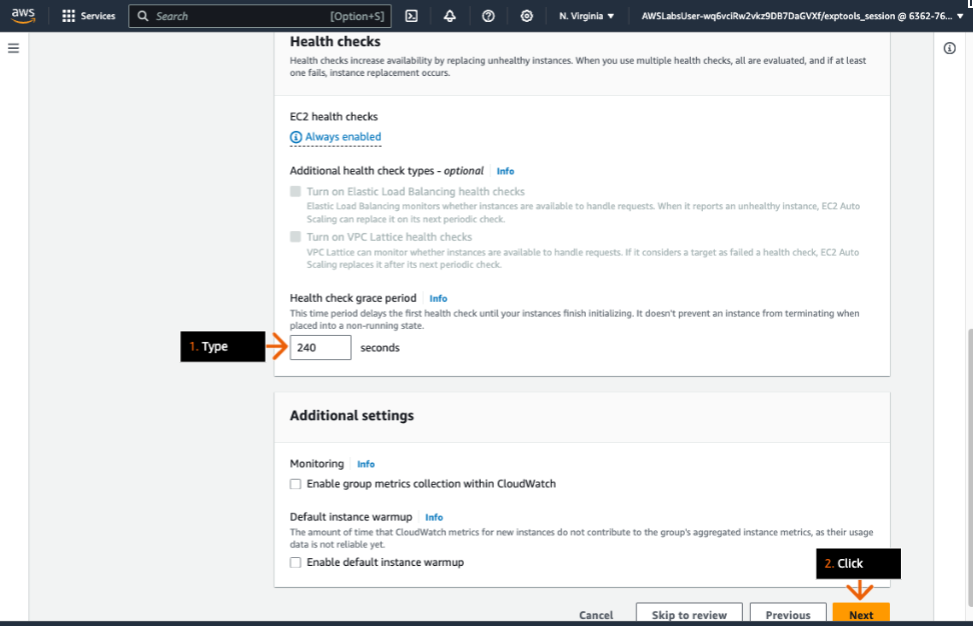 aws
Services
Search
[Option+S]
N. Virginia
AWSLabsUser-wq6vciRw2vkz9DB7DaGVXf/exptools_session @ 6362-76...
Health checks
Health checks increase availability by replacing unhealthy instances. When you use multiple health checks, all are evaluated, and if at least
one fails, instance replacement occurs.
EC2 health checks
Always enabled
Additional health check types - optional Info
Turn on Elastic Load Balancing health checks
Elastic Load Balancing monitors whether instances are available to handle requests. When it reports an unhealthy instance, EC2 Auto
Scaling can replace it on its next periodic check.
Turn on VPC Lattice health checks
VPC Lattice can monitor whether instances are available to handle requests. If it considers a target as failed a health check, EC2 Auto
Scaling replaces it after its next periodic check.
Health check grace period Info
This time period delays the first health check until your instances finish initializing. It doesn't prevent an instance from terminating when
placed into a non-running state.
1. Type
240 seconds
Additional settings
Monitoring Info
Enable group metrics collection within CloudWatch
Default instance warmup Info
The amount of time that CloudWatch metrics for new instances do not contribute to the group's aggregated instance metrics, as their usage
data is not reliable yet.
Enable default instance warmup
2. Click
Cancel
Skip to review
Previous
Next